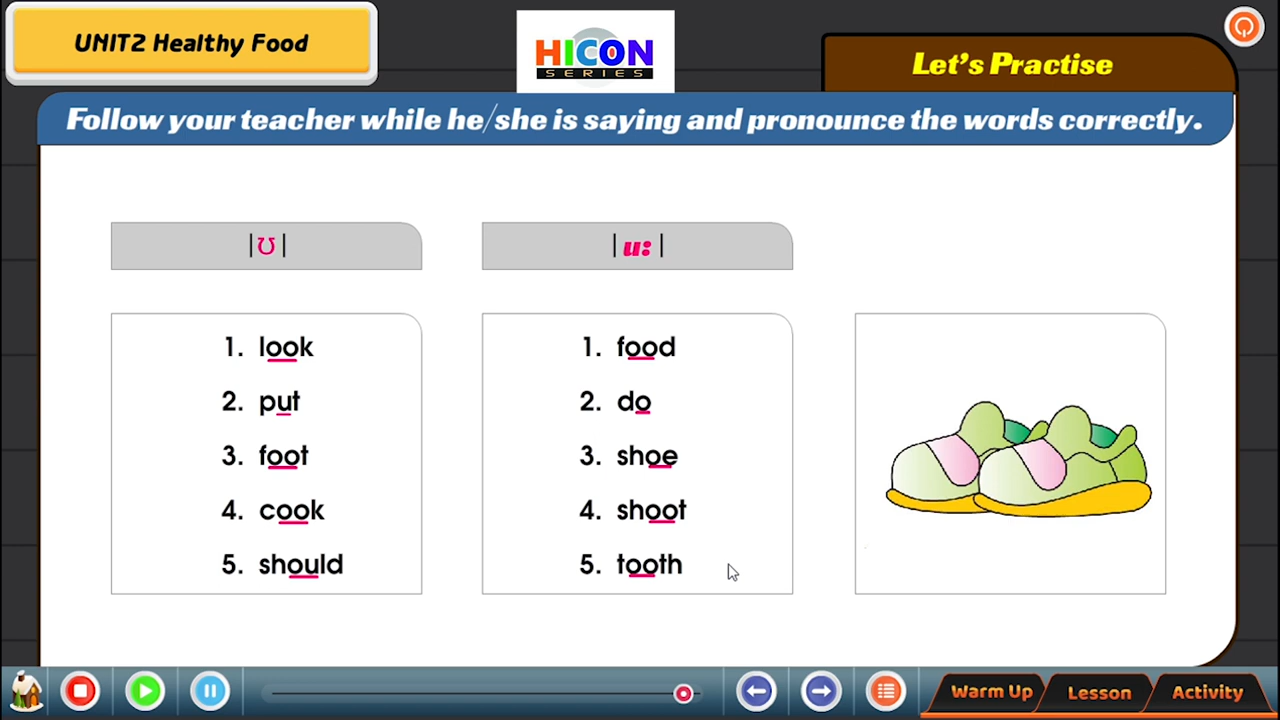 UNIT2 Healthy Food
HICON
SERIES
Let's Practise
Follow your teacher while he/she is saying and pronounce the words correctly.
|ʊ|
1. look
2. put
3. foot
4. cook
5. should
|u:|
1. food
2. do
3. shoe
4. shoot
5. tooth
Warm Up
Lesson
Activity